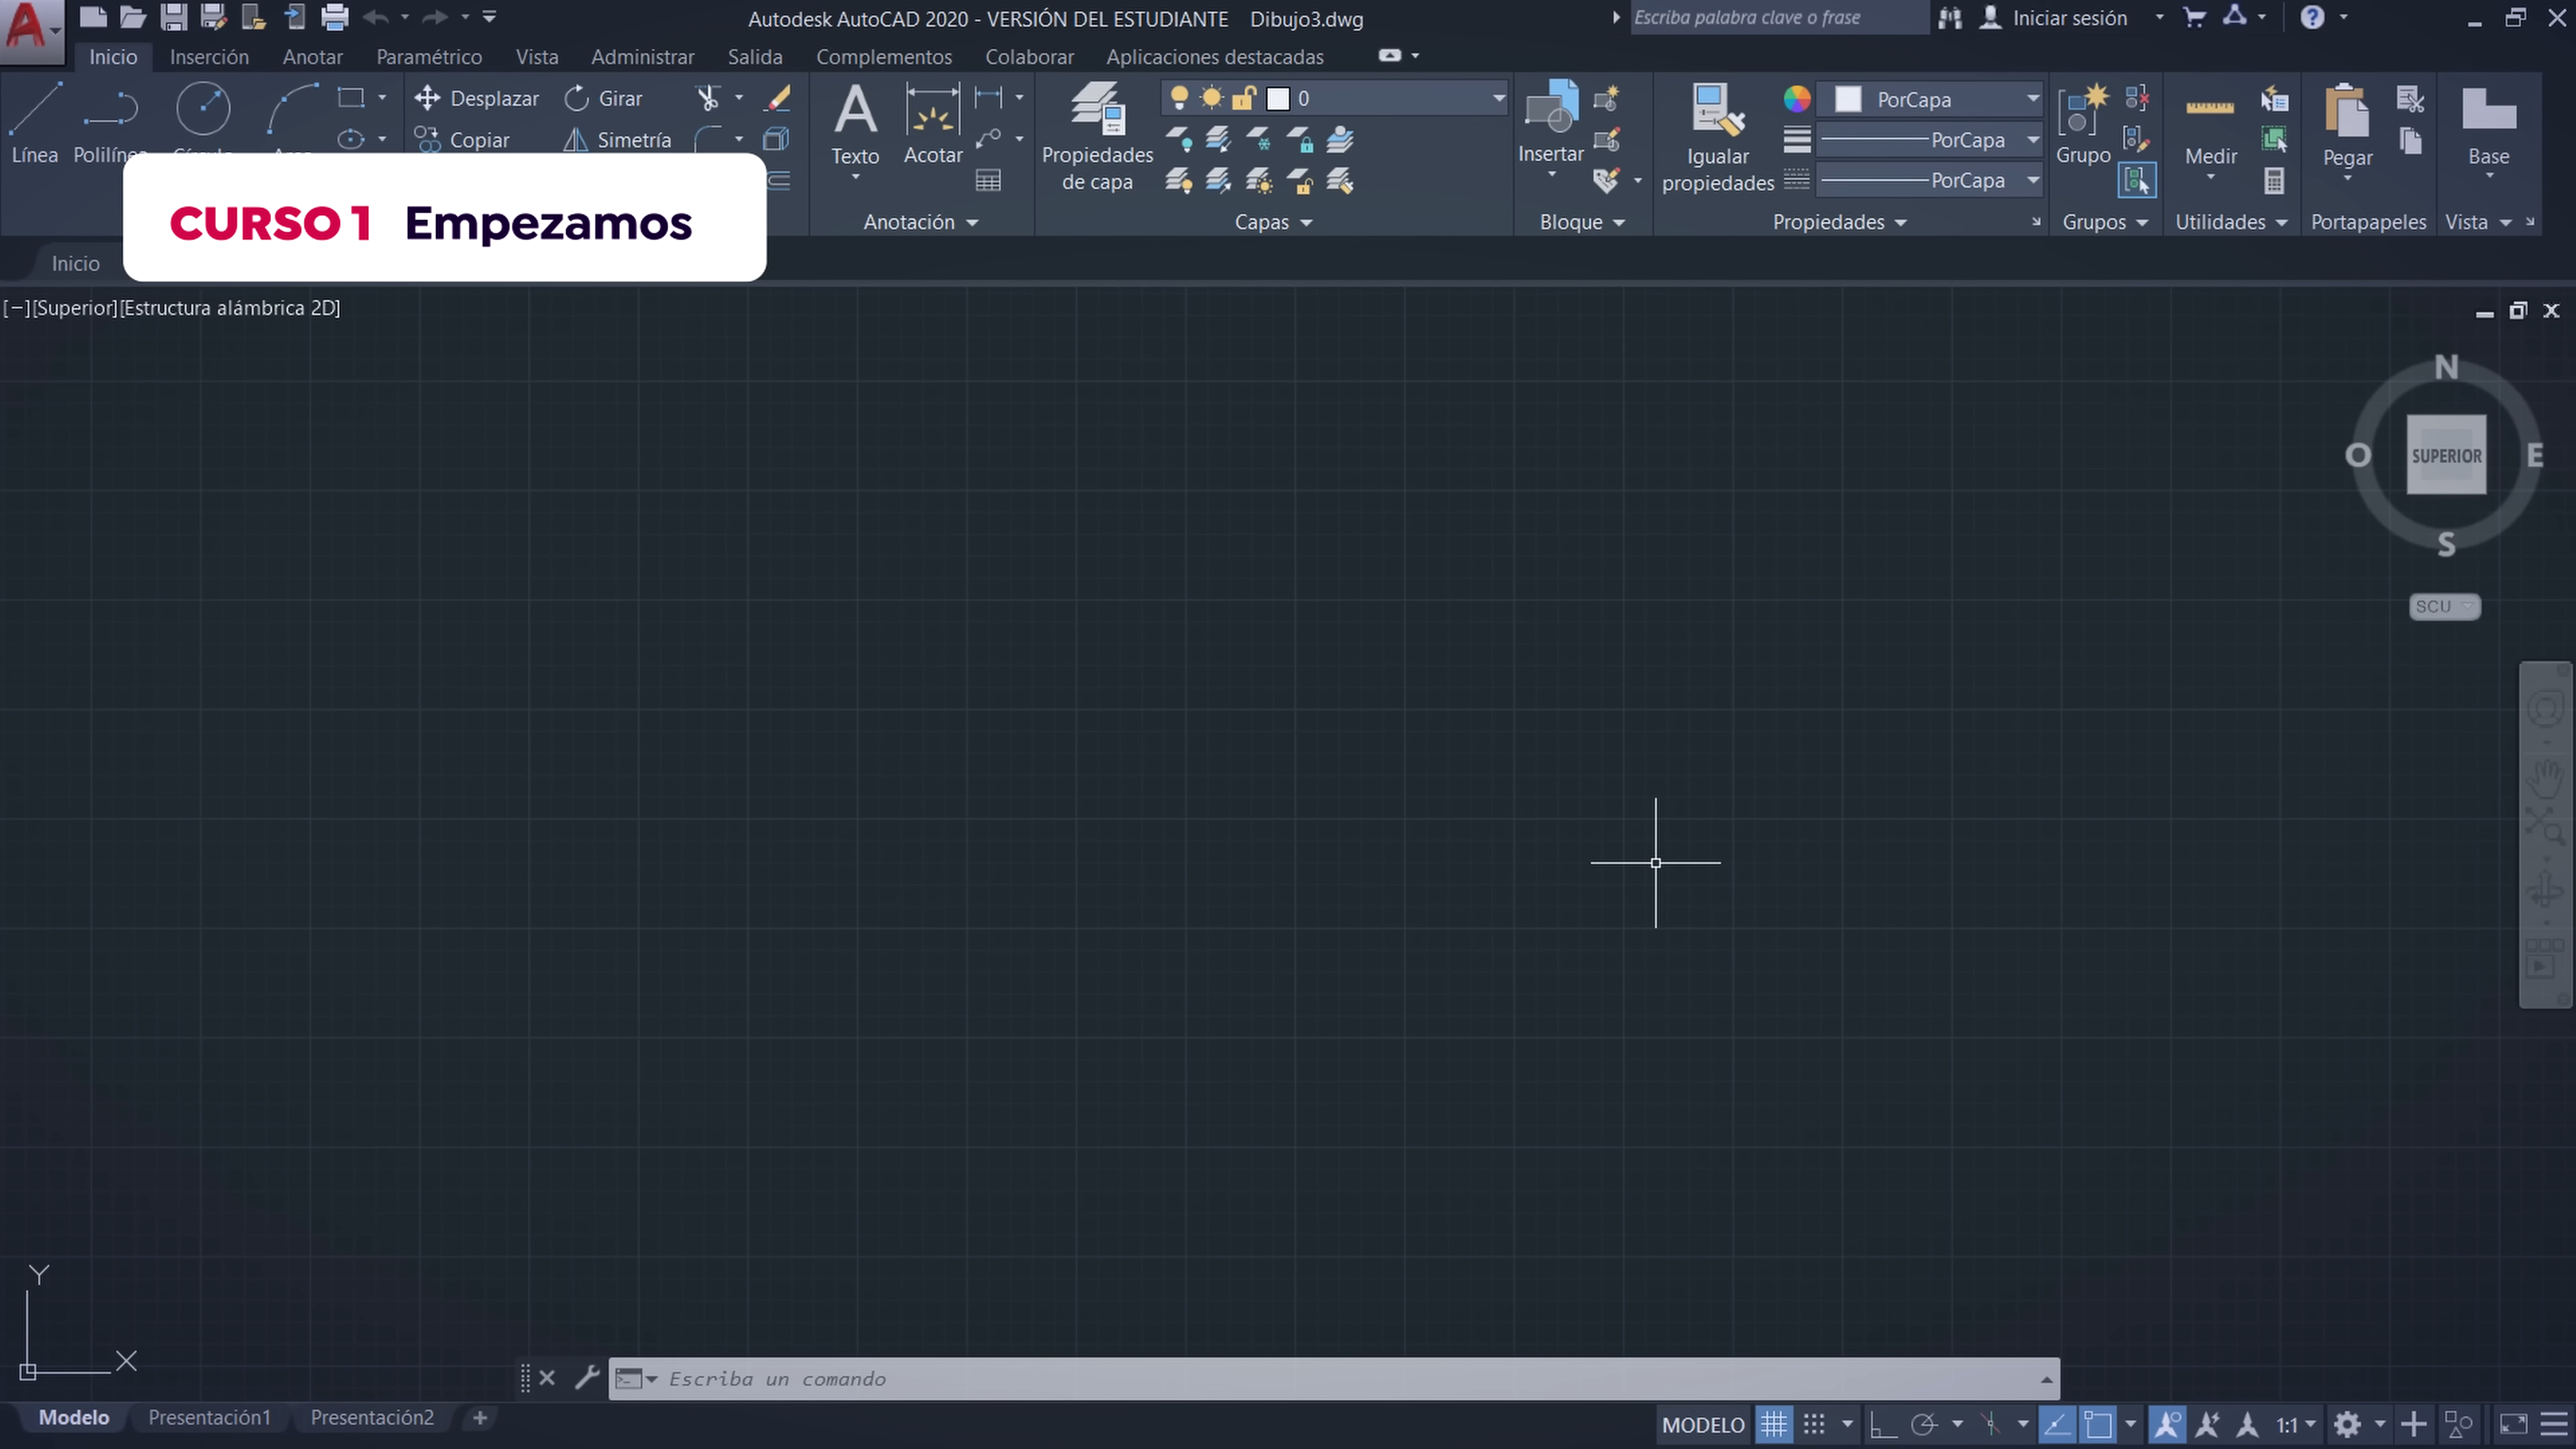 Autodesk AutoCAD 2020 - VERSIÓN DEL ESTUDIANTE Dibujo3.dwg
Escriba palabra clave o frase
Iniciar sesión
Inicio Inserción Anotar Paramétrico Vista Administrar Salida Complementos Colaborar Aplicaciones destacadas
Línea
Desplazar
Copiar
Girar
Simetría
Texto
Acotar
Anotación
Propiedades
de capa
0
Capas
Insertar
Bloque
Igualar
propiedades
PorCapa
PorCapa
PorCapa
Propiedades
Grupo
Grupos
Medir
Utilidades
Pegar
Portapapeles
Base
Vista
CURSO 1 Empezamos
Inicio
[−][Superior][Estructura alámbrica 2D]
N
O
SUPERIOR
E
S
SCU
Y
X
Escriba un comando
Modelo Presentación1 Presentación2 +
MODELO
1:1